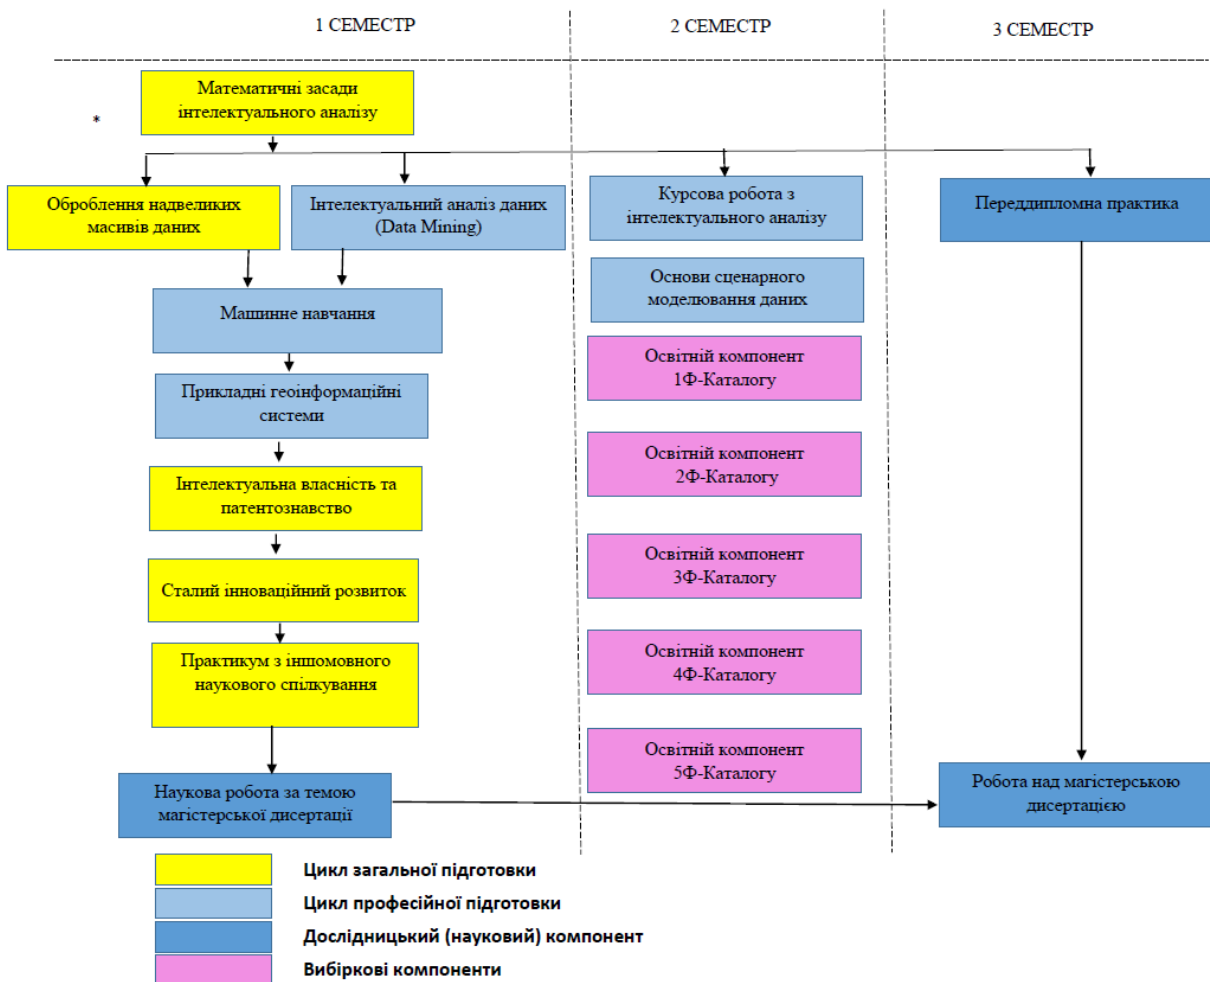 1 СЕМЕСТР
2 СЕМЕСТР
3 СЕМЕСТР
Математичні засади
інтелектуального аналізу
*
Оброблення надвеликих
масивів даних
Інтелектуальний аналіз даних
(Data Mining)
Курсова робота з
інтелектуального аналізу
Переддипломна практика
Основи сценарного
моделювання даних
Машинне навчання
Освітній компонент
1Ф-Каталогу
Прикладні геоінформаційні
системи
Освітній компонент
2Ф-Каталогу
Інтелектуальна власність та
патентознавство
Освітній компонент
3Ф-Каталогу
Сталий інноваційний розвиток
Освітній компонент
4Ф-Каталогу
Практикум з іншомовного
наукового спілкування
Освітній компонент
5Ф-Каталогу
Наукова робота за темою
магістерської дисертації
Робота над магістерською
дисертацією
Цикл загальної підготовки
Цикл професійної підготовки
Дослідницький (науковий) компонент
Вибіркові компоненти